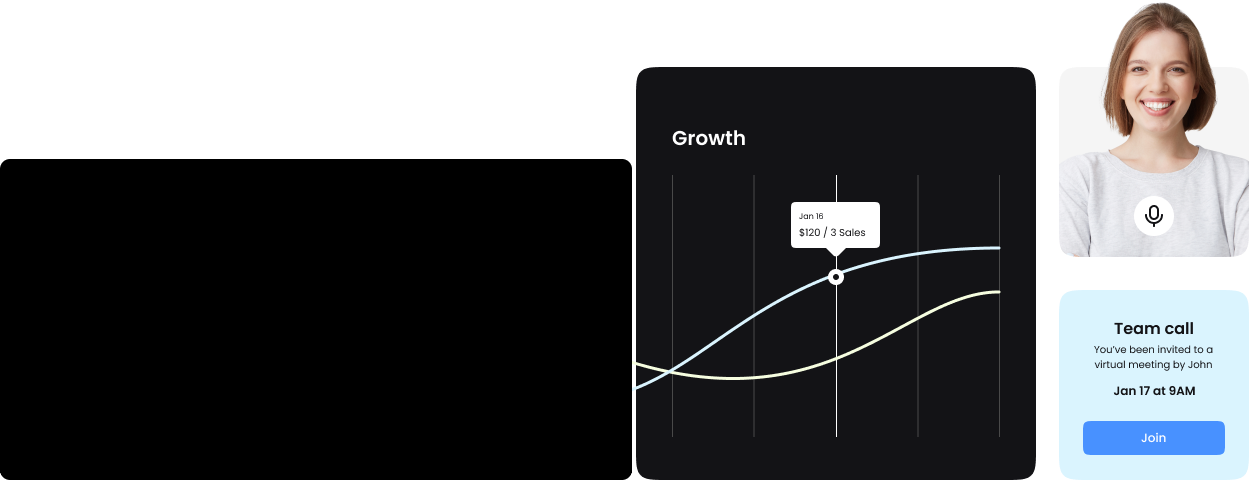 Growth
Jan 16
$120 / 3 Sales
Team call
You’ve been invited to a
virtual meeting by John
Jan 17 at 9AM
Join